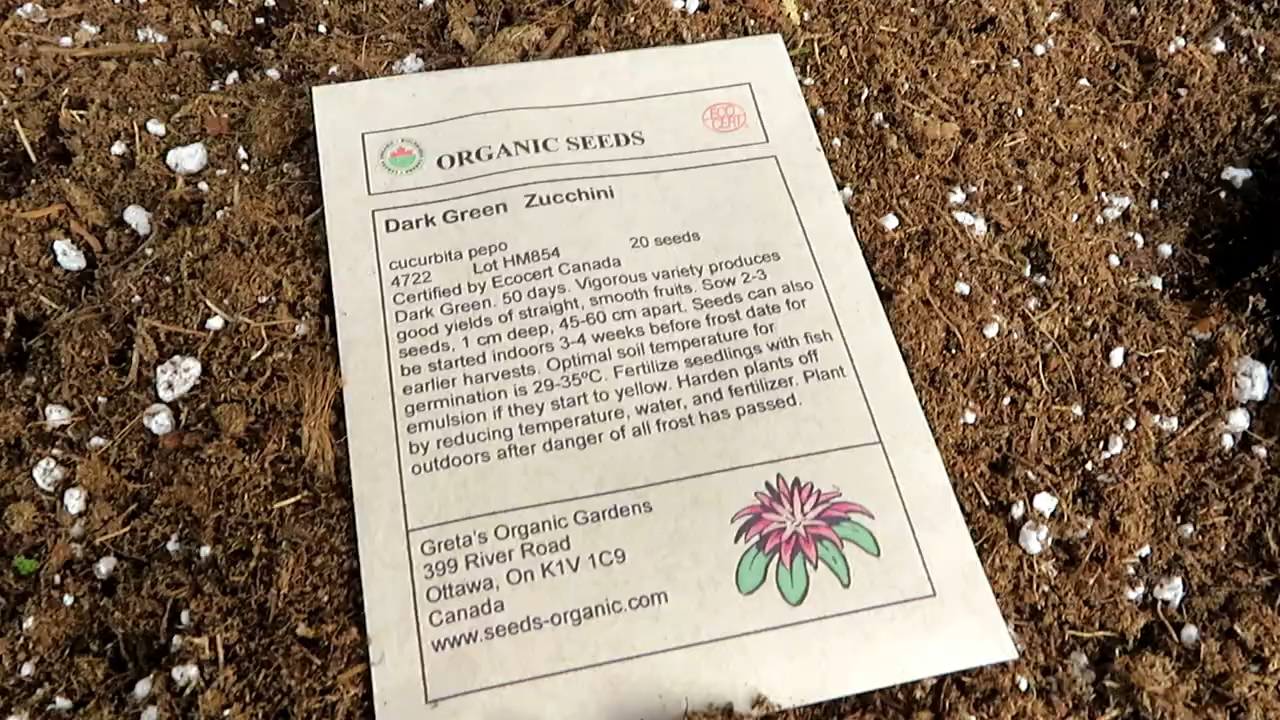 ORGANIC SEEDS
ECO CERT
Dark Green Zucchini
cucurbita pepo
4722 Lot HM854 20 seeds
Certified by Ecocert Canada
Dark Green. 50 days. Vigorous variety produces
good yields of straight, smooth fruits. Sow 2-3
seeds, 1 cm deep, 45-60 cm apart. Seeds can also
be started indoors 3-4 weeks before frost date for
earlier harvests. Optimal soil temperature for
germination is 29-35ºC. Fertilize seedlings with fish
emulsion if they start to yellow. Harden plants off
by reducing temperature, water, and fertilizer. Plant
outdoors after danger of all frost has passed.
Greta's Organic Gardens
399 River Road
Ottawa, On K1V 1C9
Canada
www.seeds-organic.com